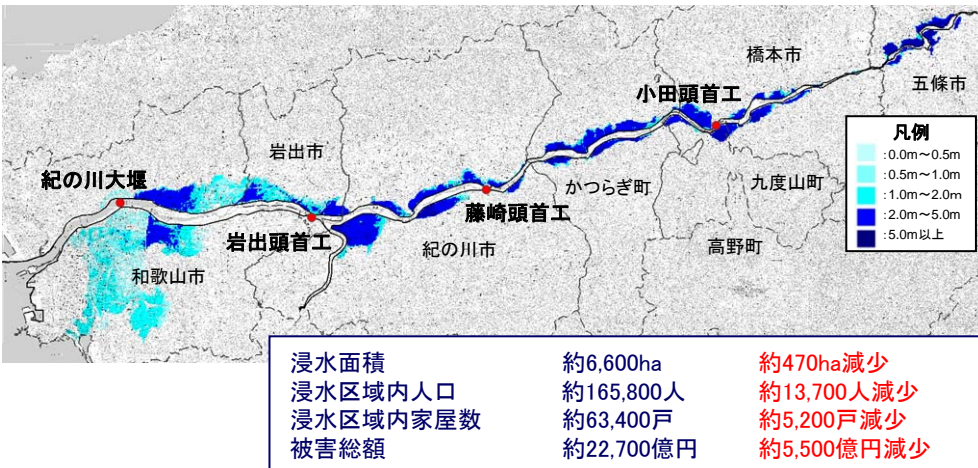 橋本市
五條市
小田頭首工
凡例
:0.0m～0.5m
:0.5m～1.0m
:1.0m～2.0m
:2.0m～5.0m
:5.0m以上
岩出市
紀の川大堰
かつらぎ町
九度山町
藤崎頭首工
岩出頭首工
紀の川市
高野町
和歌山市
浸水面積 約6,600ha 約470ha減少
浸水区域内人口 約165,800人 約13,700人減少
浸水区域内家屋数 約63,400戸 約5,200戸減少
被害総額 約22,700億円 約5,500億円減少